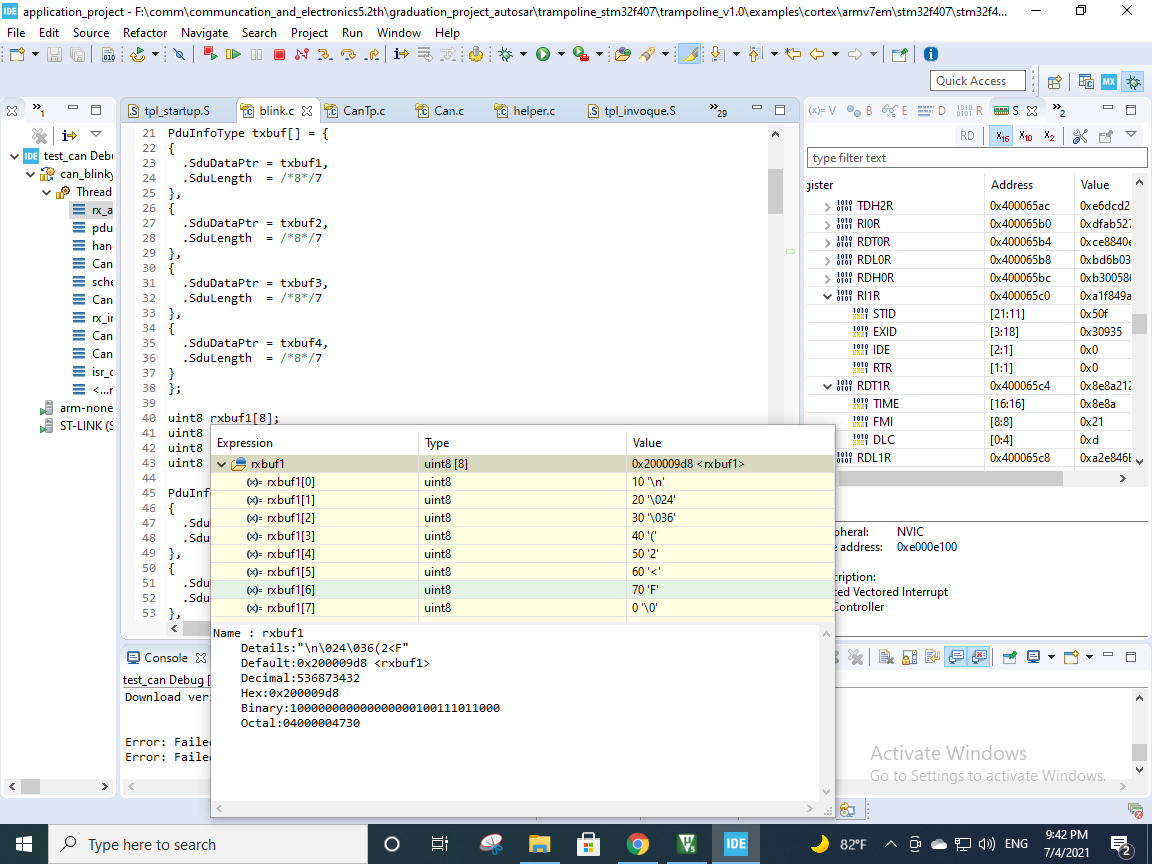 IDE application_project - F:\comm\communcation_and_electronics5.2th\graduation_project_autosar\trampoline_stm32f407\trampoline_v1.0\examples\cortex\armv7em\stm32f407\stm32f4...
File Edit Source Refactor Navigate Search Project Run Window Help
Quick Access
tpl_startup.S blink.c CanTp.c Can.c helper.c tpl_invoque.S »29
test_can Debu
can_blinky
Thread
rx_a
pdu
han
Can
sche
Can
rx_in
Can
Can
isr_c
<...r
arm-none
ST-LINK (S
21 PduInfoType txbuf[] = {
22 {
23 .SduDataPtr = txbuf1,
24 .SduLength = /*8*/7
25 },
26 {
27 .SduDataPtr = txbuf2,
28 .SduLength = /*8*/7
29 },
30 {
31 .SduDataPtr = txbuf3,
32 .SduLength = /*8*/7
33 },
34 {
35 .SduDataPtr = txbuf4,
36 .SduLength = /*8*/7
37 }
38 };
39
40 uint8 rxbuf1[8];
41 uint8
42 uint8
43 uint8
44
45 PduInf
46 {
47 .Sdu
48 .Sdu
49 },
50 {
51 .Sdu
52 .Sdu
53 },
Expression Type Value
rxbuf1 uint8 [8] 0x200009d8 <rxbuf1>
(x)= rxbuf1[0] uint8 10 '\n'
(x)= rxbuf1[1] uint8 20 '\024'
(x)= rxbuf1[2] uint8 30 '\036'
(x)= rxbuf1[3] uint8 40 '('
(x)= rxbuf1[4] uint8 50 '2'
(x)= rxbuf1[5] uint8 60 '<'
(x)= rxbuf1[6] uint8 70 'F'
(x)= rxbuf1[7] uint8 0 '\0'
Name : rxbuf1
Details:"\n\024\036(2<F"
Default:0x200009d8 <rxbuf1>
Decimal:536873432
Hex:0x200009d8
Binary:100000000000000000100111011000
Octal:04000004730
Console
test_can Debug [
Download ver
Error: Faile
Error: Faile
(x)= V B E D R S »2
RD X16 X10 X2
type filter text
gister Address Value
TDH2R 0x400065ac 0xe6dcd2
RI0R 0x400065b0 0xdfab527
RDT0R 0x400065b4 0xce8840e
RDL0R 0x400065b8 0xbd6b03
RDH0R 0x400065bc 0xb30058
RI1R 0x400065c0 0xa1f849a
STID [21:11] 0x50f
EXID [3:18] 0x30935
IDE [2:1] 0x0
RTR [1:1] 0x0
RDT1R 0x400065c4 0x8e8a212
TIME [16:16] 0x8e8a
FMI [8:8] 0x21
DLC [0:4] 0xd
RDL1R 0x400065c8 0xa2e846
pheral: NVIC
e address: 0xe000e100
cription:
ted Vectored Interrupt
Controller
Activate Windows
Go to Settings to activate Windows.
Type here to search
IDE
82°F
ENG
9:42 PM
7/4/2021
2